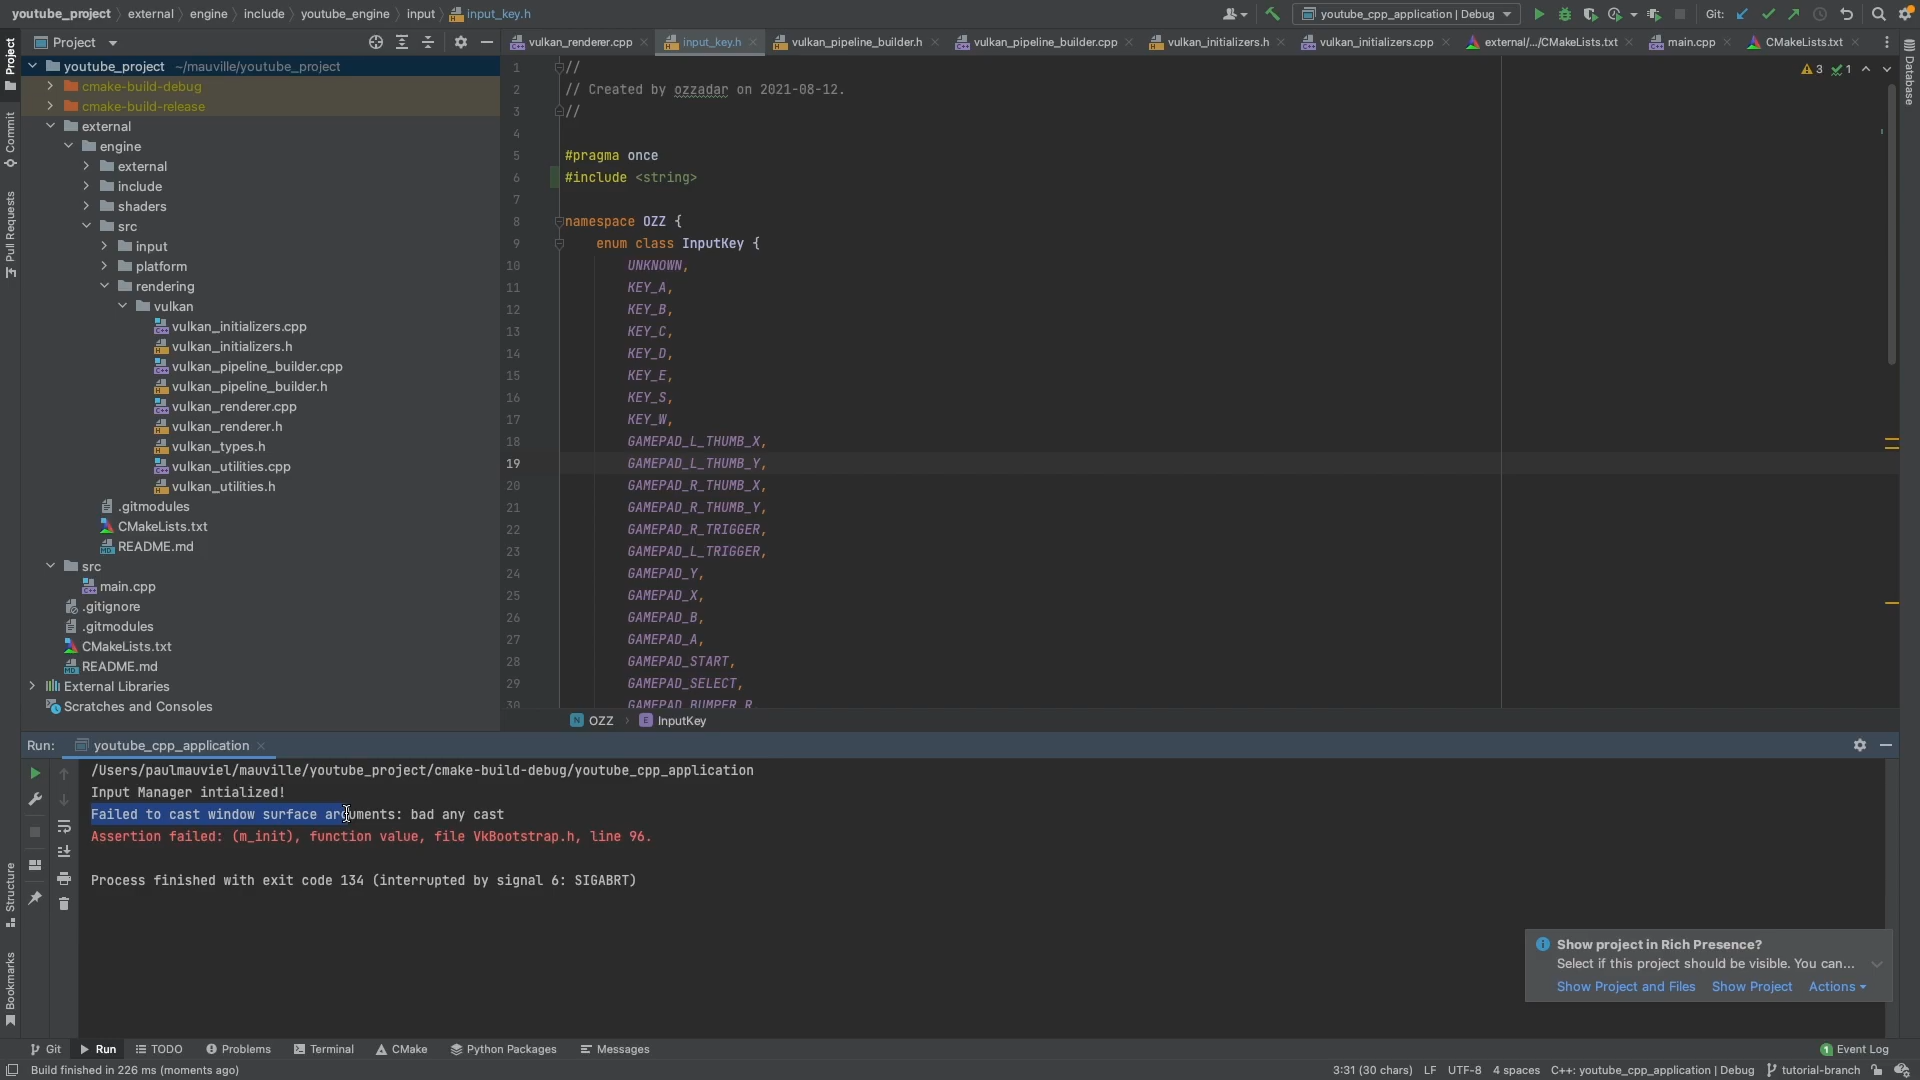 youtube_project > external > engine > include > youtube_engine > input > input_key.h
youtube_cpp_application | Debug
Git:
Project
vulkan_renderer.cpp
input_key.h
vulkan_pipeline_builder.h
vulkan_pipeline_builder.cpp
vulkan_initializers.h
vulkan_initializers.cpp
external/.../CMakeLists.txt
main.cpp
CMakeLists.txt
Project
Commit
Pull Requests
Structure
Bookmarks
Database
youtube_project ~/mauville/youtube_project
cmake-build-debug
cmake-build-release
external
engine
external
include
shaders
src
input
platform
rendering
vulkan
vulkan_initializers.cpp
vulkan_initializers.h
vulkan_pipeline_builder.cpp
vulkan_pipeline_builder.h
vulkan_renderer.cpp
vulkan_renderer.h
vulkan_types.h
vulkan_utilities.cpp
vulkan_utilities.h
.gitmodules
CMakeLists.txt
README.md
src
main.cpp
.gitignore
.gitmodules
CMakeLists.txt
README.md
External Libraries
Scratches and Consoles
3 1
1 //
2 // Created by ozzadar on 2021-08-12.
3 //
4
5 #pragma once
6 #include <string>
7
8 namespace OZZ {
9 enum class InputKey {
10 UNKNOWN,
11 KEY_A,
12 KEY_B,
13 KEY_C,
14 KEY_D,
15 KEY_E,
16 KEY_S,
17 KEY_W,
18 GAMEPAD_L_THUMB_X,
19 GAMEPAD_L_THUMB_Y,
20 GAMEPAD_R_THUMB_X,
21 GAMEPAD_R_THUMB_Y,
22 GAMEPAD_R_TRIGGER,
23 GAMEPAD_L_TRIGGER,
24 GAMEPAD_Y,
25 GAMEPAD_X,
26 GAMEPAD_B,
27 GAMEPAD_A,
28 GAMEPAD_START,
29 GAMEPAD_SELECT,
30 GAMEPAD_BUMPER_R
N OZZ > E InputKey
Run: youtube_cpp_application
/Users/paulmauviel/mauville/youtube_project/cmake-build-debug/youtube_cpp_application
Input Manager intialized!
Failed to cast window surface arguments: bad any cast
Assertion failed: (m_init), function value, file VkBootstrap.h, line 96.
Process finished with exit code 134 (interrupted by signal 6: SIGABRT)
Show project in Rich Presence?
Select if this project should be visible. You can...
Show Project and Files Show Project Actions
Git Run TODO Problems Terminal CMake Python Packages Messages
1 Event Log
Build finished in 226 ms (moments ago)
3:31 (30 chars) LF UTF-8 4 spaces C++: youtube_cpp_application | Debug tutorial-branch